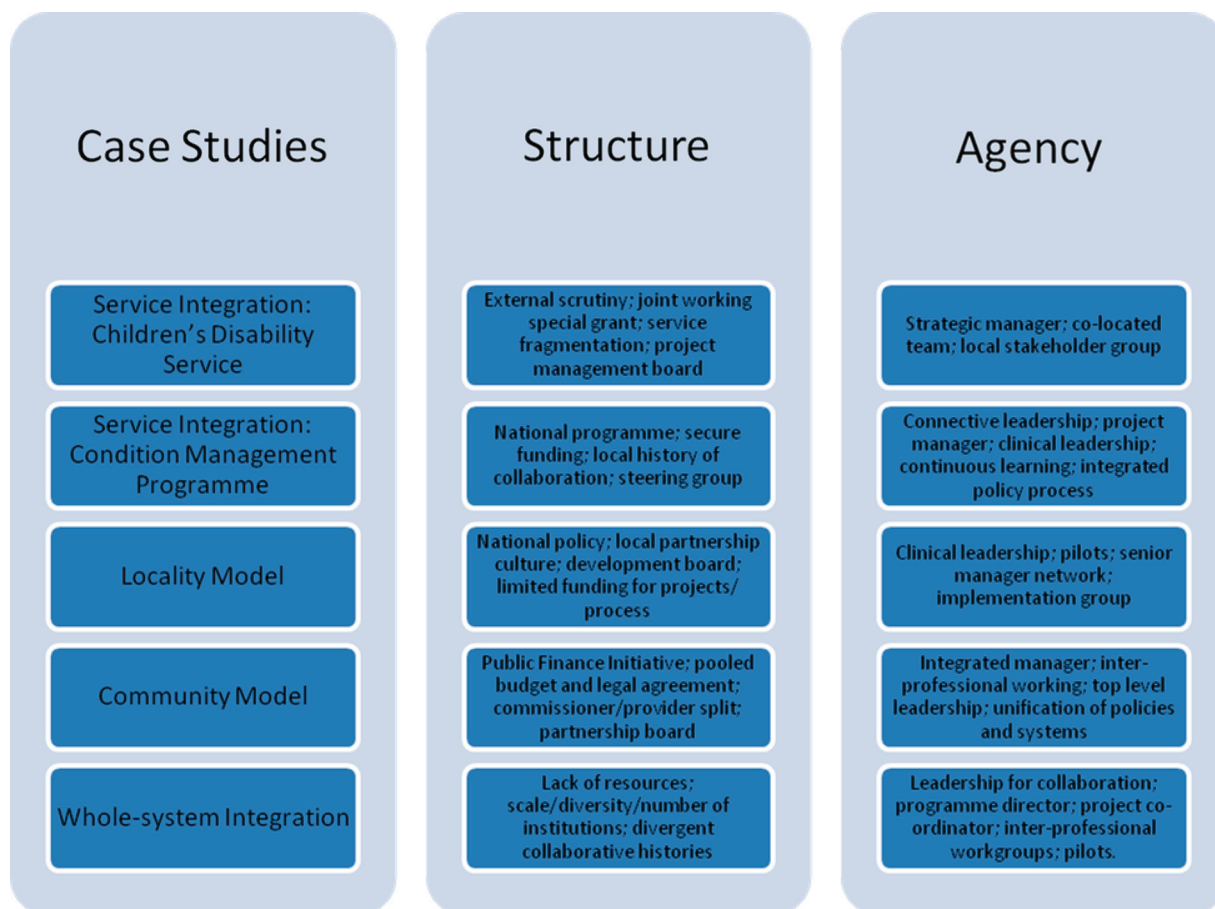 Case Studies
Structure
Agency
Service Integration:
Children's Disability
Service
External scrutiny; joint working
special grant; service
fragmentation; project
management board
Strategic manager; co-located
team; local stakeholder group
Service Integration:
Condition Management
Programme
National programme; secure
funding; local history of
collaboration; steering group
Connective leadership; project
manager; clinical leadership;
continuous learning; integrated
policy process
Locality Model
National policy; local partnership
culture; development board;
limited funding for projects/
process
Clinical leadership; pilots; senior
manager network;
implementation group
Community Model
Public Finance Initiative; pooled
budget and legal agreement;
commissioner/provider split;
partnership board
Integrated manager; inter-
professional working; top level
leadership; unification of policies
and systems
Whole-system Integration
Lack of resources;
scale/diversity/number of
institutions; divergent
collaborative histories
Leadership for collaboration;
programme director; project co-
ordinator; inter-professional
workgroups; pilots.